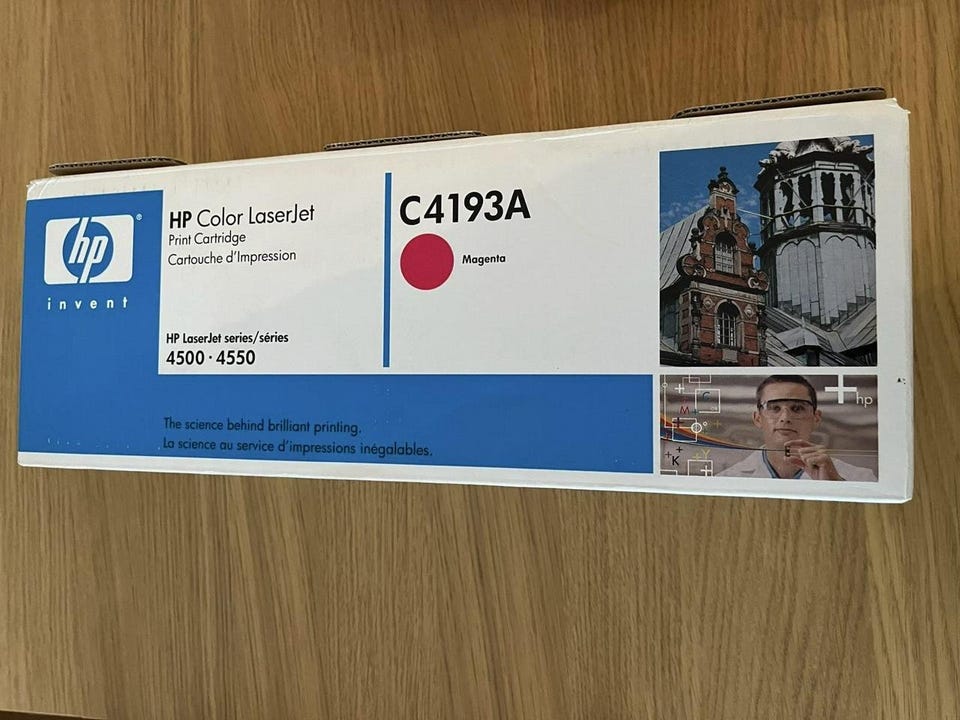 hp
®
invent
HP Color LaserJet
Print Cartridge
Cartouche d'Impression
HP LaserJet series/séries
4500 · 4550
C4193A
Magenta
The science behind brilliant printing.
La science au service d'impressions inégalables.
+hp
M
C
K
Y